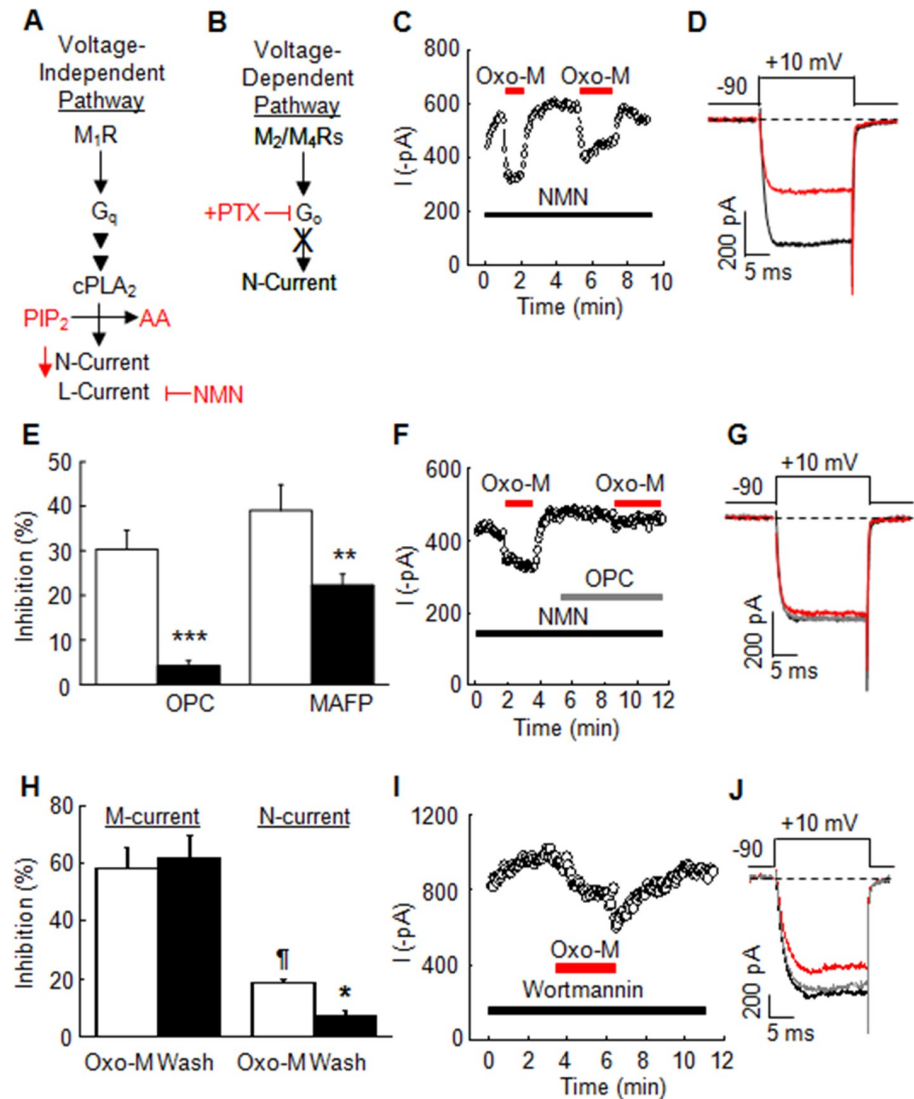 A
Voltage-
Independent
Pathway
M₁R
G_q
cPLA₂
PIP₂ AA
N-Current
L-Current NMN
B
Voltage-
Dependent
Pathway
M₂/M₄Rs
+PTX G_o
X
N-Current
C
I (-pA)
800
600
400
200
0
Oxo-M Oxo-M
NMN
0 2 4 6 8 10
Time (min)
D
+10 mV
-90
200 pA
5 ms
E
Inhibition (%)
50
40
30
20
10
0
***
**
OPC MAFP
F
I (-pA)
600
400
200
0
Oxo-M Oxo-M
OPC
NMN
0 2 4 6 8 10 12
Time (min)
G
+10 mV
-90
200 pA
5 ms
H
Inhibition (%)
80
60
40
20
0
M-current N-current
¶
*
Oxo-M Wash Oxo-M Wash
I
I (-pA)
1200
800
400
0
Oxo-M
Wortmannin
0 2 4 6 8 10 12
Time (min)
J
+10 mV
-90
200 pA
5 ms